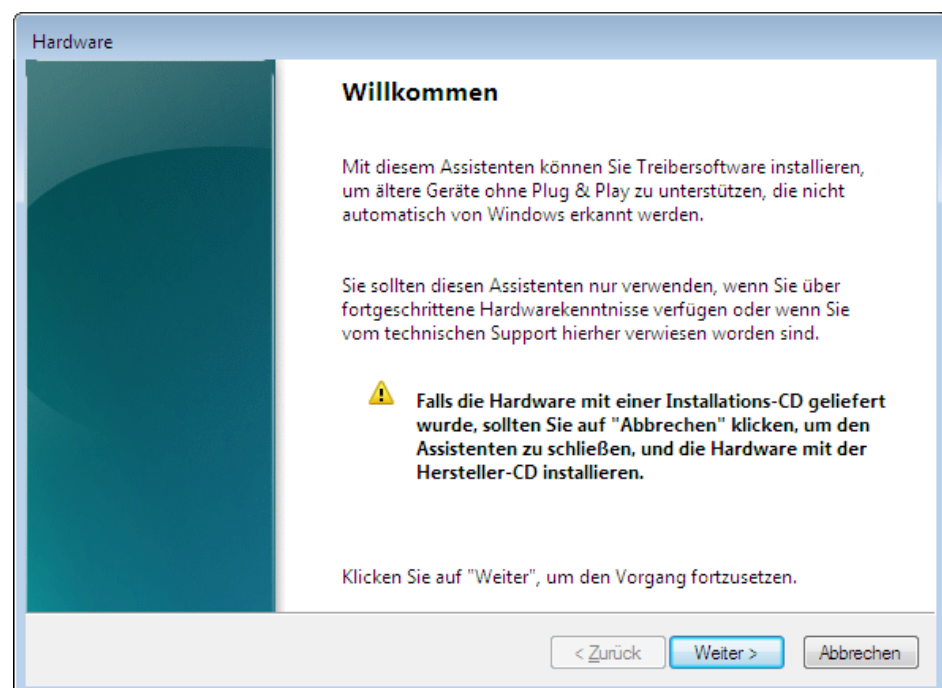 Hardware
Willkommen
Mit diesem Assistenten können Sie Treibersoftware installieren,
um ältere Geräte ohne Plug & Play zu unterstützen, die nicht
automatisch von Windows erkannt werden.
Sie sollten diesen Assistenten nur verwenden, wenn Sie über
fortgeschrittene Hardwarekenntnisse verfügen oder wenn Sie
vom technischen Support hierher verwiesen worden sind.
Falls die Hardware mit einer Installations-CD geliefert
wurde, sollten Sie auf "Abbrechen" klicken, um den
Assistenten zu schließen, und die Hardware mit der
Hersteller-CD installieren.
Klicken Sie auf "Weiter", um den Vorgang fortzusetzen.
< Zurück Weiter > Abbrechen